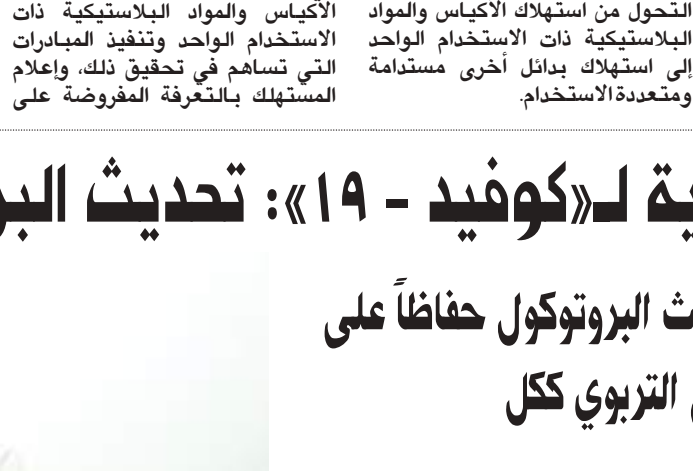 التحول من استهلاك الأكياس والمواد
البلاستيكية ذات الاستخدام الواحد
إلى استهلاك بدائل أخرى مستدامة
ومتعددة الاستخدام.
الأكياس والمواد البلاستيكية ذات
الاستخدام الواحد وتنفيذ المبادرات
التي تساهم في تحقيق ذلك، وإعلام
المستهلك بالتعرفة المفروضة على
لـ«كوفيد - ١٩»: تحديث
البروتوكول حفاظاً على
التربوي ككل